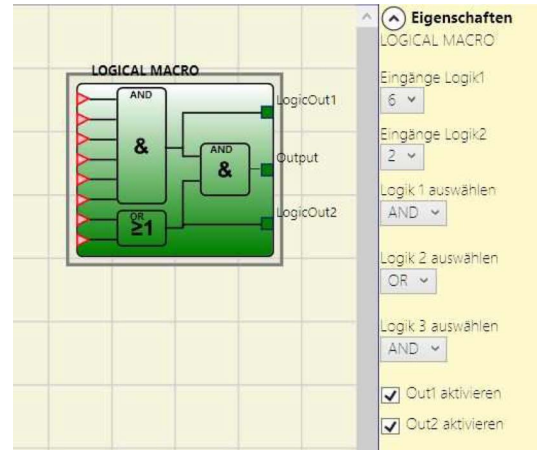 LOGICAL MACRO
AND
&
AND
&
OR
≥1
LogicOut1
Output
LogicOut2
Eigenschaften
LOGICAL MACRO
Eingänge Logik1
6
Eingänge Logik2
2
Logik 1 auswählen
AND
Logik 2 auswählen
OR
Logik 3 auswählen
AND
Out1 aktivieren
Out2 aktivieren